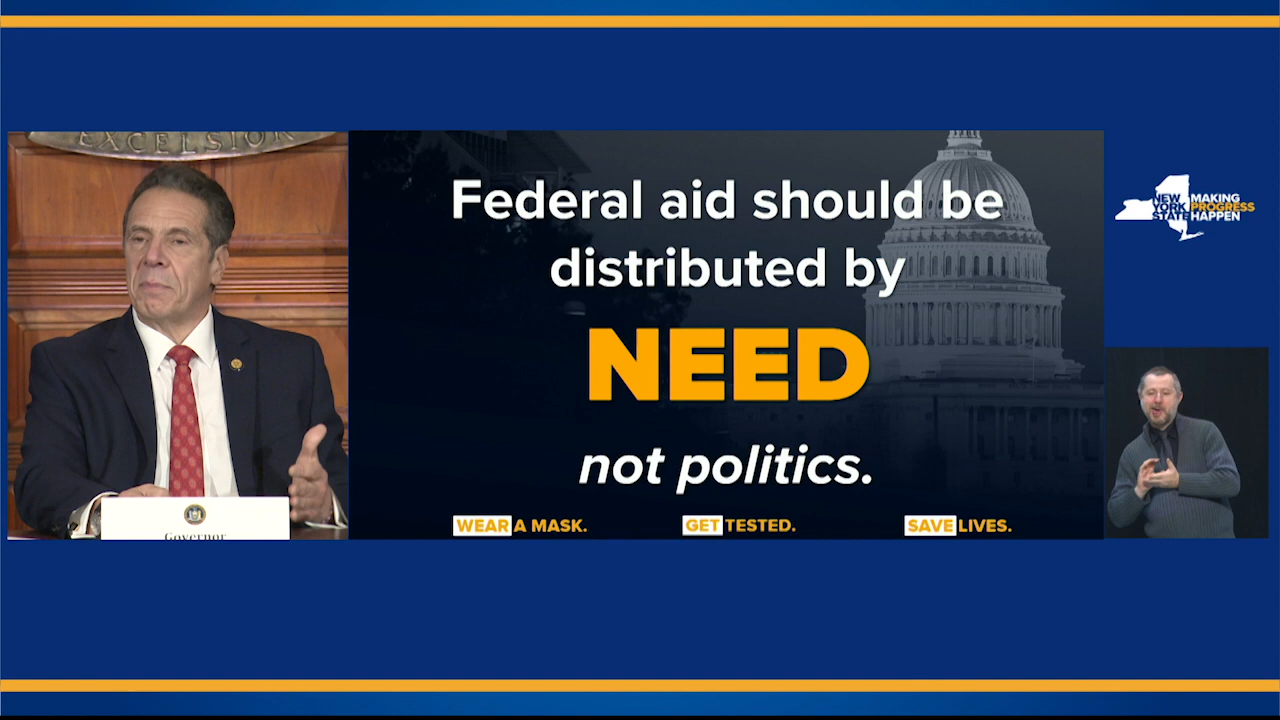 EXCELSIOR
Federal aid should be
distributed by
NEED
not politics.
WEAR A MASK.
GET TESTED.
SAVE LIVES.
Governor
NEW
YORK
STATE
MAKING
PROGRESS
HAPPEN